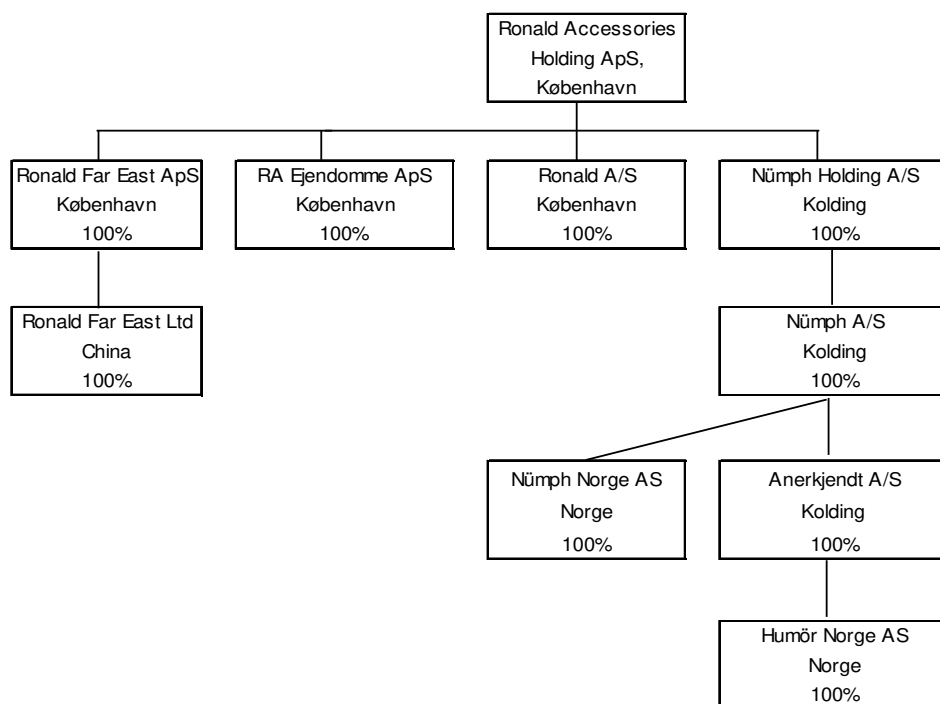 Ronald Accessories
Holding ApS,
København
Ronald Far East ApS
København
100%
RA Ejendomme ApS
København
100%
Ronald A/S
København
100%
Nümph Holding A/S
Kolding
100%
Ronald Far East Ltd
China
100%
Nümph A/S
Kolding
100%
Nümph Norge AS
Norge
100%
Anerkjendt A/S
Kolding
100%
Humör Norge AS
Norge
100%